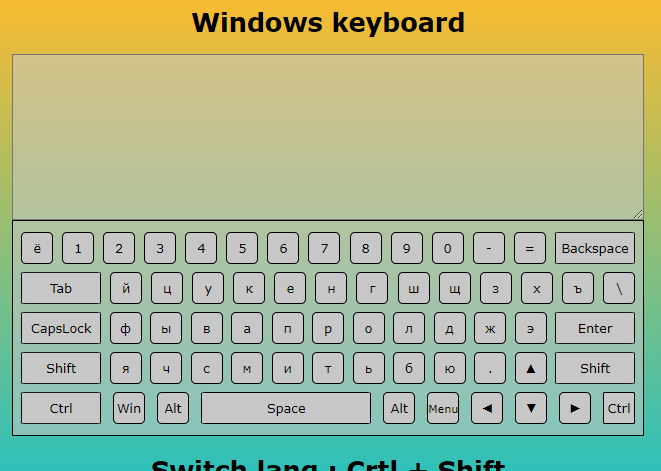 Windows keyboard
ё 1 2 3 4 5 6 7 8 9 0 - = Backspace
Tab й ц у к е н г ш щ з х ъ \
CapsLock ф ы в а п р о л д ж э Enter
Shift я ч с м и т ь б ю . ▲ Shift
Ctrl Win Alt Space Alt Menu ◄ ▼ ► Ctrl
Switch lang : Crtl + Shift